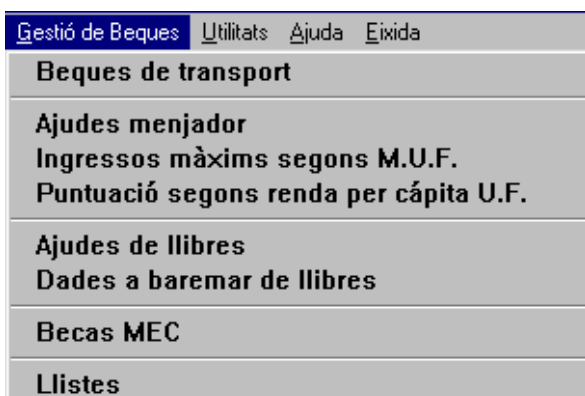 Gestió de Beques Utilitats Ajuda Eixida
Beques de transport
Ajudes menjador
Ingressos màxims segons M.U.F.
Puntuació segons renda per cápita U.F.
Ajudes de llibres
Dades a baremar de llibres
Becas MEC
Llistes